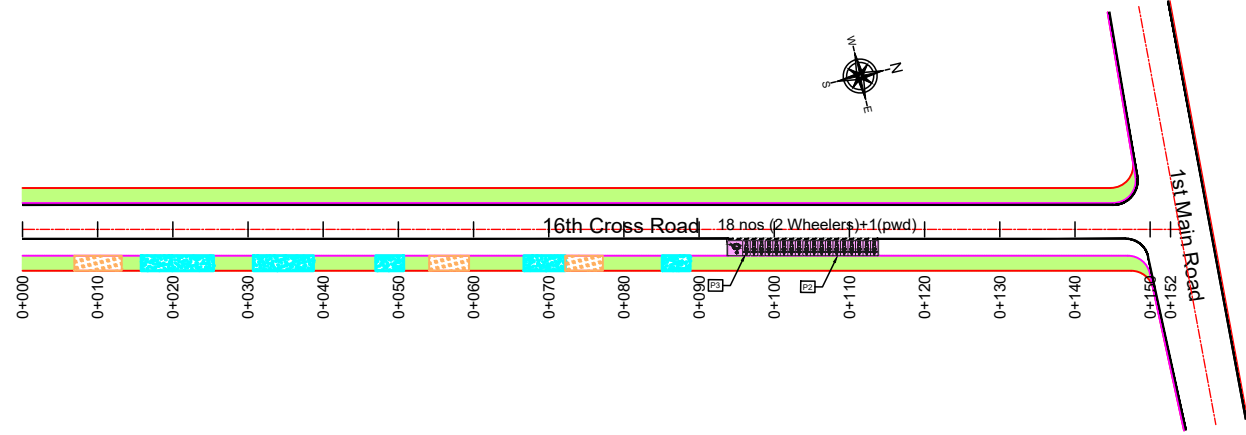 W
N
S
E
1st Main Road
16th Cross Road
18 nos (2 Wheelers)+1(pwd)
P3
P2
0+000
0+010
0+020
0+030
0+040
0+050
0+060
0+070
0+080
0+090
0+100
0+110
0+120
0+130
0+140
0+150
0+152